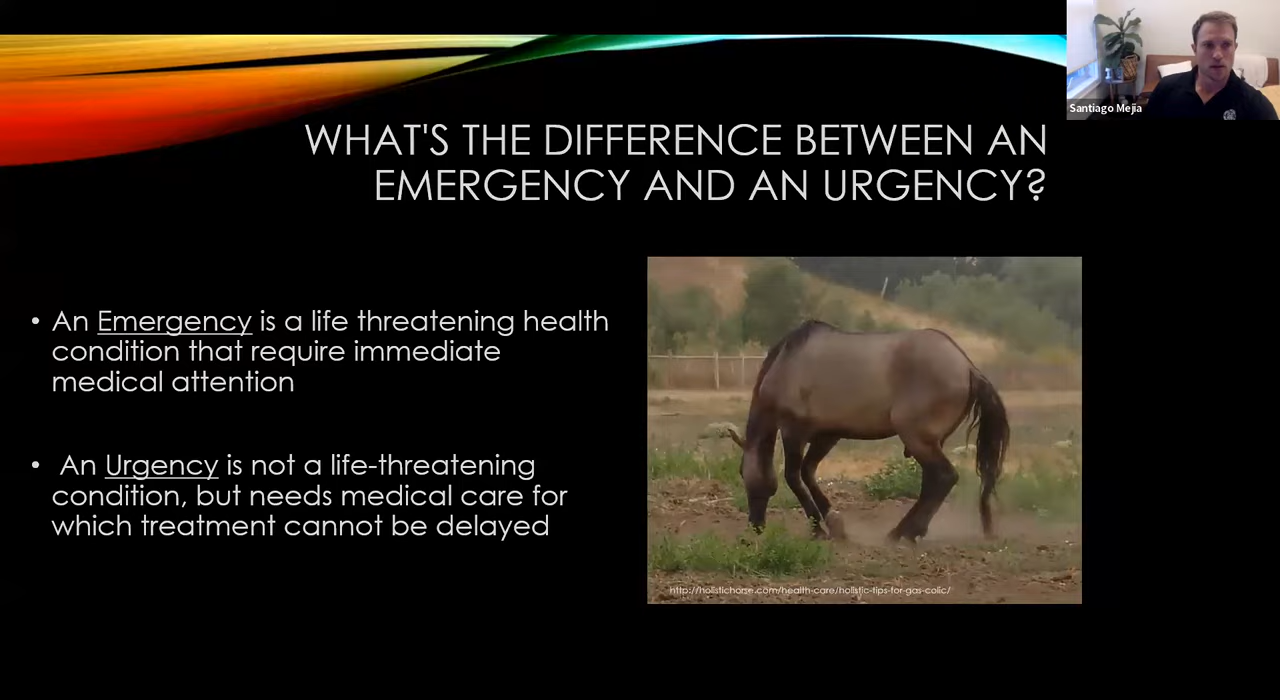 Santiago Mejia
WHAT'S THE DIFFERENCE BETWEEN AN
EMERGENCY AND AN URGENCY?
• An Emergency is a life threatening health
condition that require immediate
medical attention
• An Urgency is not a life-threatening
condition, but needs medical care for
which treatment cannot be delayed
http://holistichorse.com/health-care/holistic-tips-for-gas-colic/